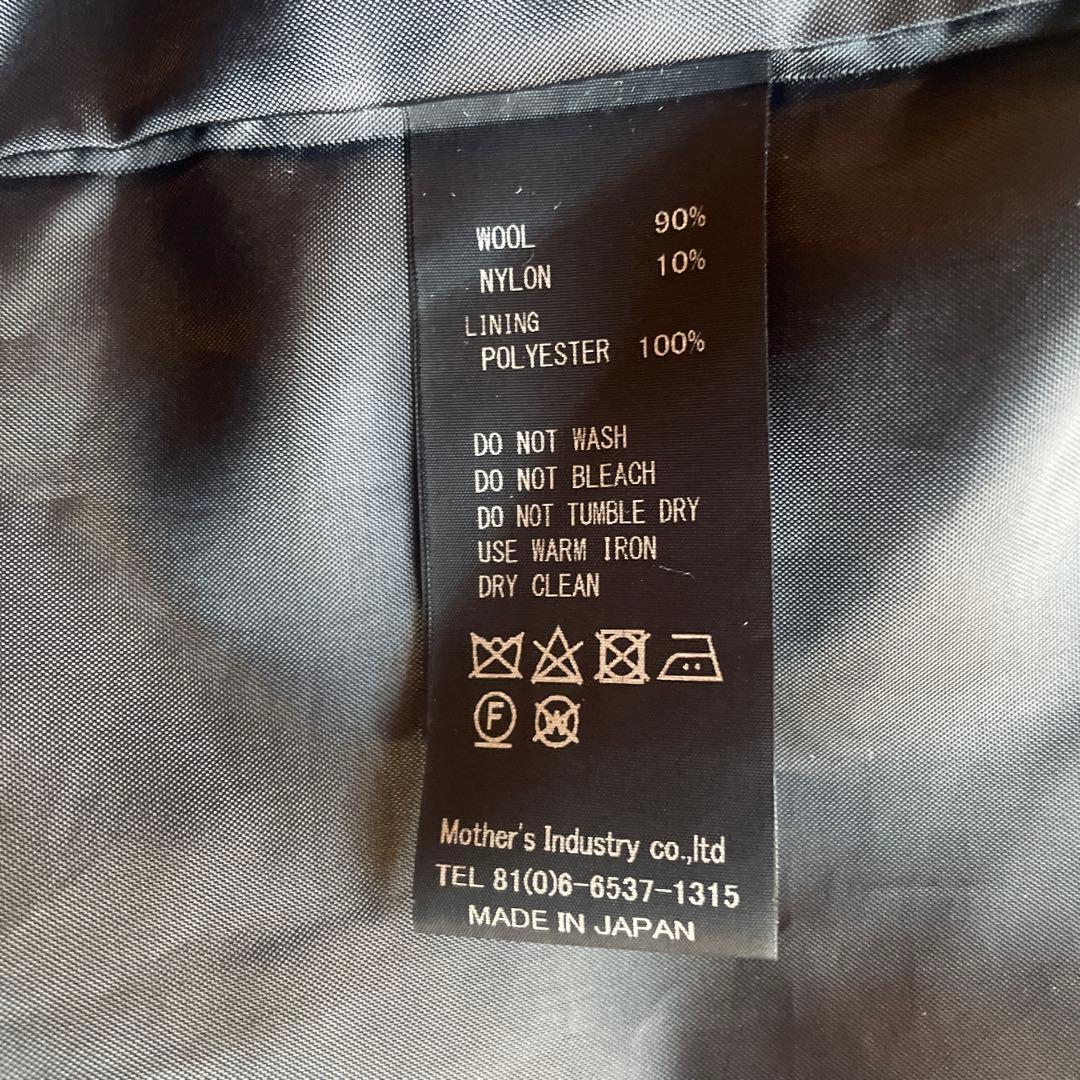 WOOL 90%
NYLON 10%
LINING
POLYESTER 100%
DO NOT WASH
DO NOT BLEACH
DO NOT TUMBLE DRY
USE WARM IRON
DRY CLEAN
F W
Mother's Industry co.,ltd
TEL 81(0)6-6537-1315
MADE IN JAPAN